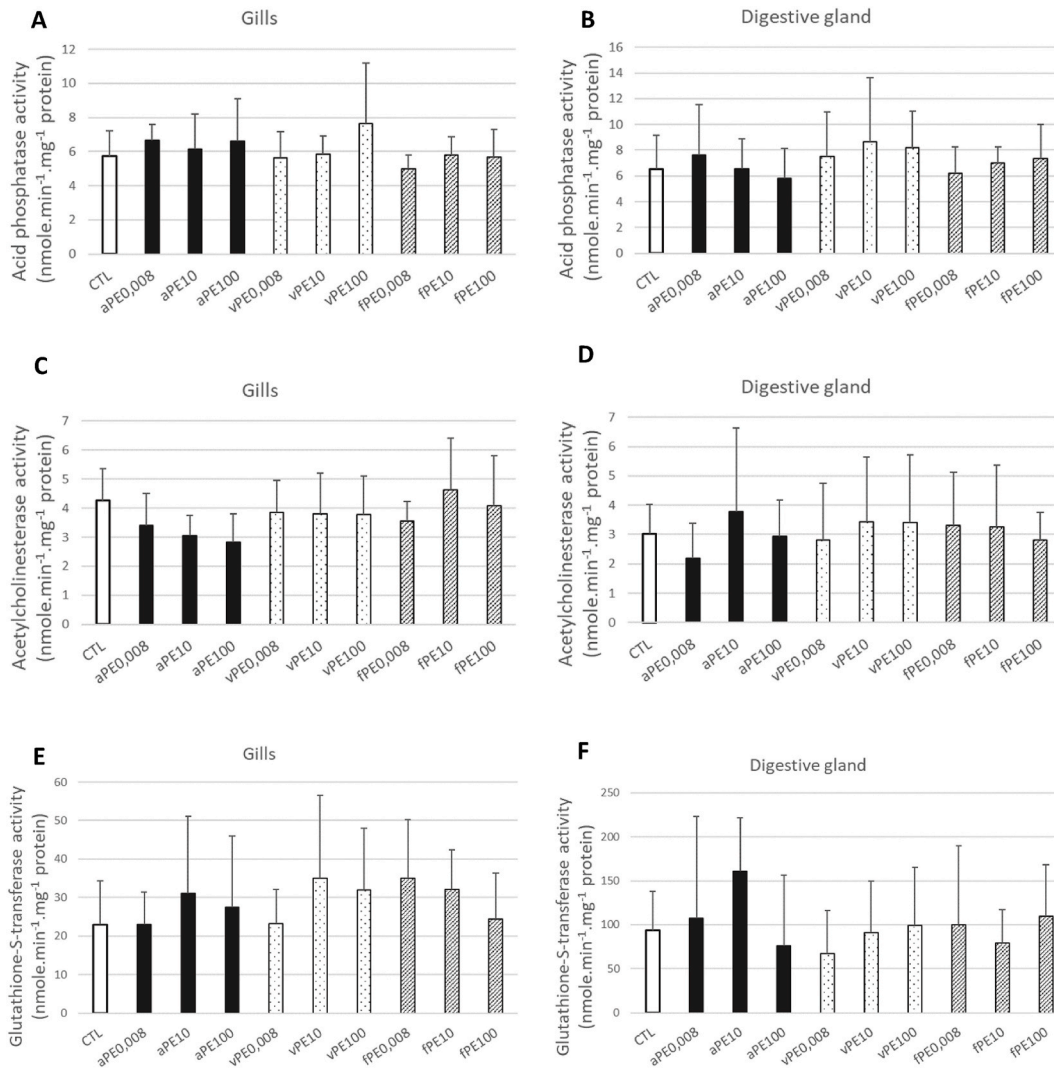 A
Gills
Acid phosphatase activity
(nmole.min⁻¹.mg⁻¹ protein)
12
10
8
6
4
2
0
CTL
aPE0,008
aPE10
aPE100
vPE0,008
vPE10
vPE100
fPE0,008
fPE10
fPE100
B
Digestive gland
Acid phosphatase activity
(nmole.min⁻¹.mg⁻¹ protein)
16
14
12
10
8
6
4
2
0
CTL
aPE0,008
aPE10
aPE100
vPE0,008
vPE10
vPE100
fPE0,008
fPE10
fPE100
C
Gills
Acetylcholinesterase activity
(nmole.min⁻¹.mg⁻¹ protein)
7
6
5
4
3
2
1
0
CTL
aPE0,008
aPE10
aPE100
vPE0,008
vPE10
vPE100
fPE0,008
fPE10
fPE100
D
Digestive gland
Acetylcholinesterase activity
(nmole.min⁻¹.mg⁻¹ protein)
7
6
5
4
3
2
1
0
CTL
aPE0,008
aPE10
aPE100
vPE0,008
vPE10
vPE100
fPE0,008
fPE10
fPE100
E
Gills
Glutathione-S-transferase activity
(nmole.min⁻¹.mg⁻¹ protein)
60
50
40
30
20
10
0
CTL
aPE0,008
aPE10
aPE100
vPE0,008
vPE10
vPE100
fPE0,008
fPE10
fPE100
F
Digestive gland
Glutathione-S-transferase activity
(nmole.min⁻¹.mg⁻¹ protein)
250
200
150
100
50
0
CTL
aPE0,008
aPE10
aPE100
vPE0,008
vPE10
vPE100
fPE0,008
fPE10
fPE100